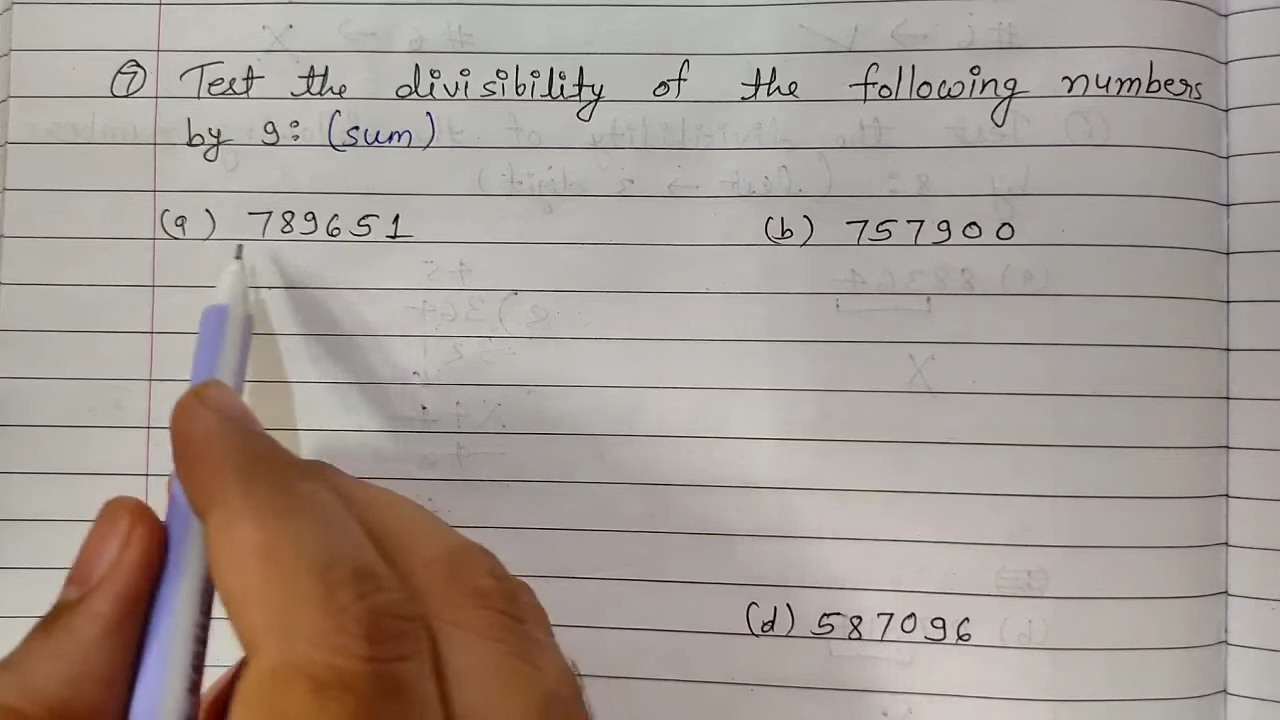 ⑦ Test the divisibility of the following numbers
by 9: (sum)
(a) 789651
(b) 757900
(d) 587096